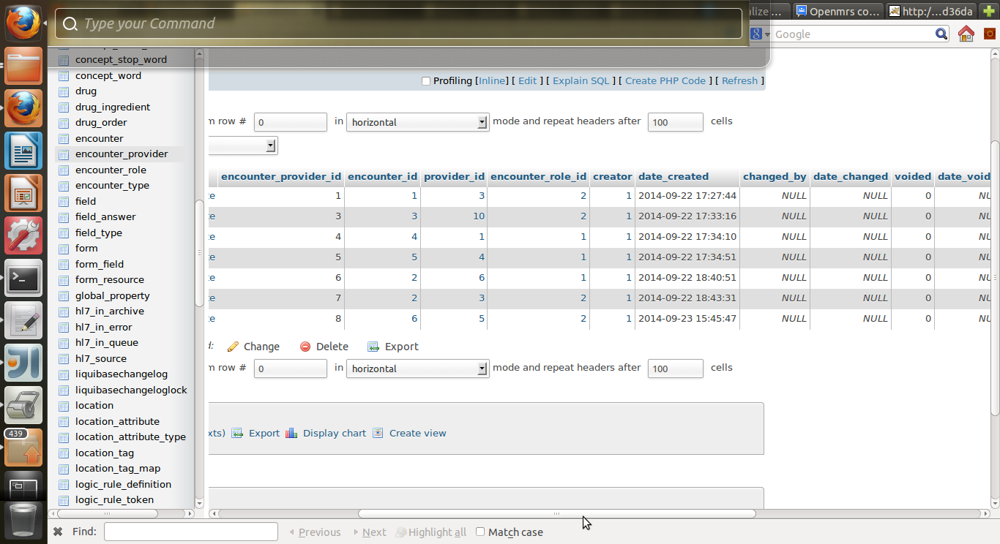 Type your Command
alize ...
Openmrs co...
http:/...d36da
Google
concept_stop_word
concept_word
drug
drug_ingredient
drug_order
encounter
encounter_provider
encounter_role
encounter_type
field
field_answer
field_type
form
form_field
form_resource
global_property
hl7_in_archive
hl7_in_error
hl7_in_queue
hl7_source
liquibasechangelog
liquibasechangeloglock
location
location_attribute
location_attribute_type
location_tag
location_tag_map
logic_rule_definition
logic_rule_token
439
Profiling [Inline] [ Edit ] [ Explain SQL ] [ Create PHP Code ] [ Refresh ]
m row # 0 in horizontal mode and repeat headers after 100 cells
encounter_provider_id encounter_id provider_id encounter_role_id creator date_created changed_by date_changed voided date_void
te 1 1 3 2 1 2014-09-22 17:27:44 NULL NULL 0 NU
te 3 3 10 2 1 2014-09-22 17:33:16 NULL NULL 0 NU
te 4 4 1 1 1 2014-09-22 17:34:10 NULL NULL 0 NU
te 5 5 4 1 1 2014-09-22 17:34:51 NULL NULL 0 NU
te 6 2 6 1 1 2014-09-22 18:40:51 NULL NULL 0 NU
te 7 2 3 2 1 2014-09-22 18:43:31 NULL NULL 0 NU
te 8 6 5 2 1 2014-09-23 15:45:47 NULL NULL 0 NU
d: Change Delete Export
m row # 0 in horizontal mode and repeat headers after 100 cells
xts) Export Display chart Create view
Find: Previous Next Highlight all Match case